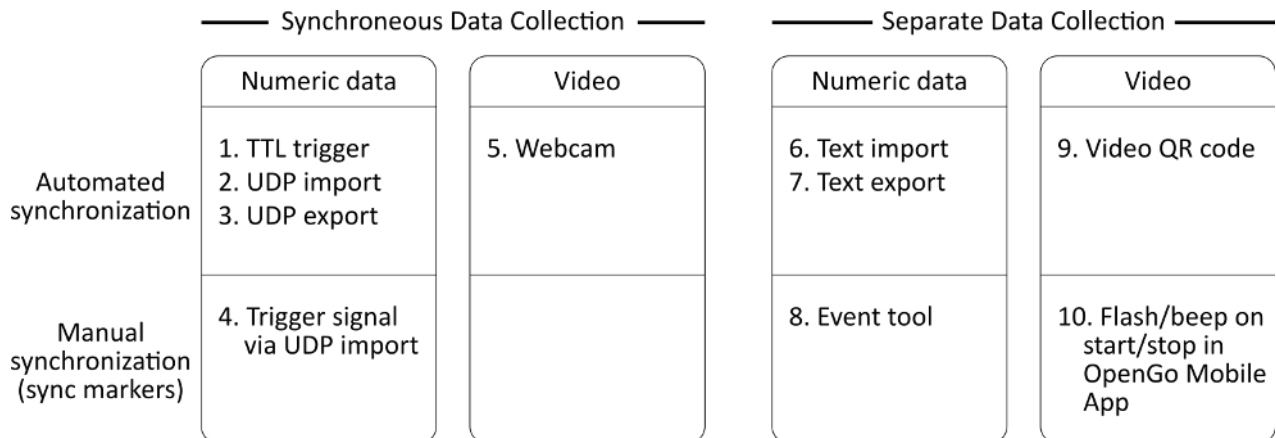 Synchroneous Data Collection
Separate Data Collection
Numeric data
Video
Numeric data
Video
Automated
synchronization
1. TTL trigger
2. UDP import
3. UDP export
5. Webcam
6. Text import
7. Text export
9. Video QR code
Manual
synchronization
(sync markers)
4. Trigger signal
via UDP import
8. Event tool
10. Flash/beep on
start/stop in
OpenGo Mobile
App